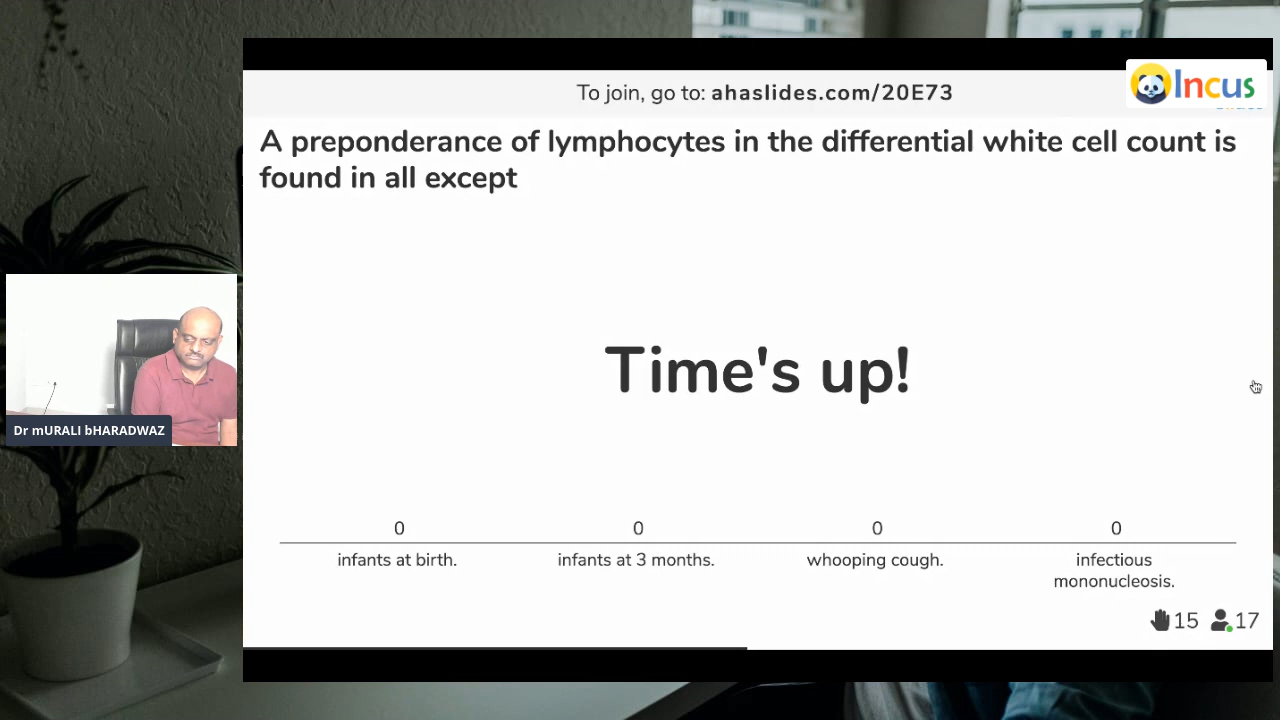 To join, go to: ahaslides.com/20E73
Incus
A preponderance of lymphocytes in the differential white cell count is
found in all except
Time's up!
Dr mURALI bHARADWAZ
0 0 0 0
infants at birth. infants at 3 months. whooping cough. infectious
mononucleosis.
15 17